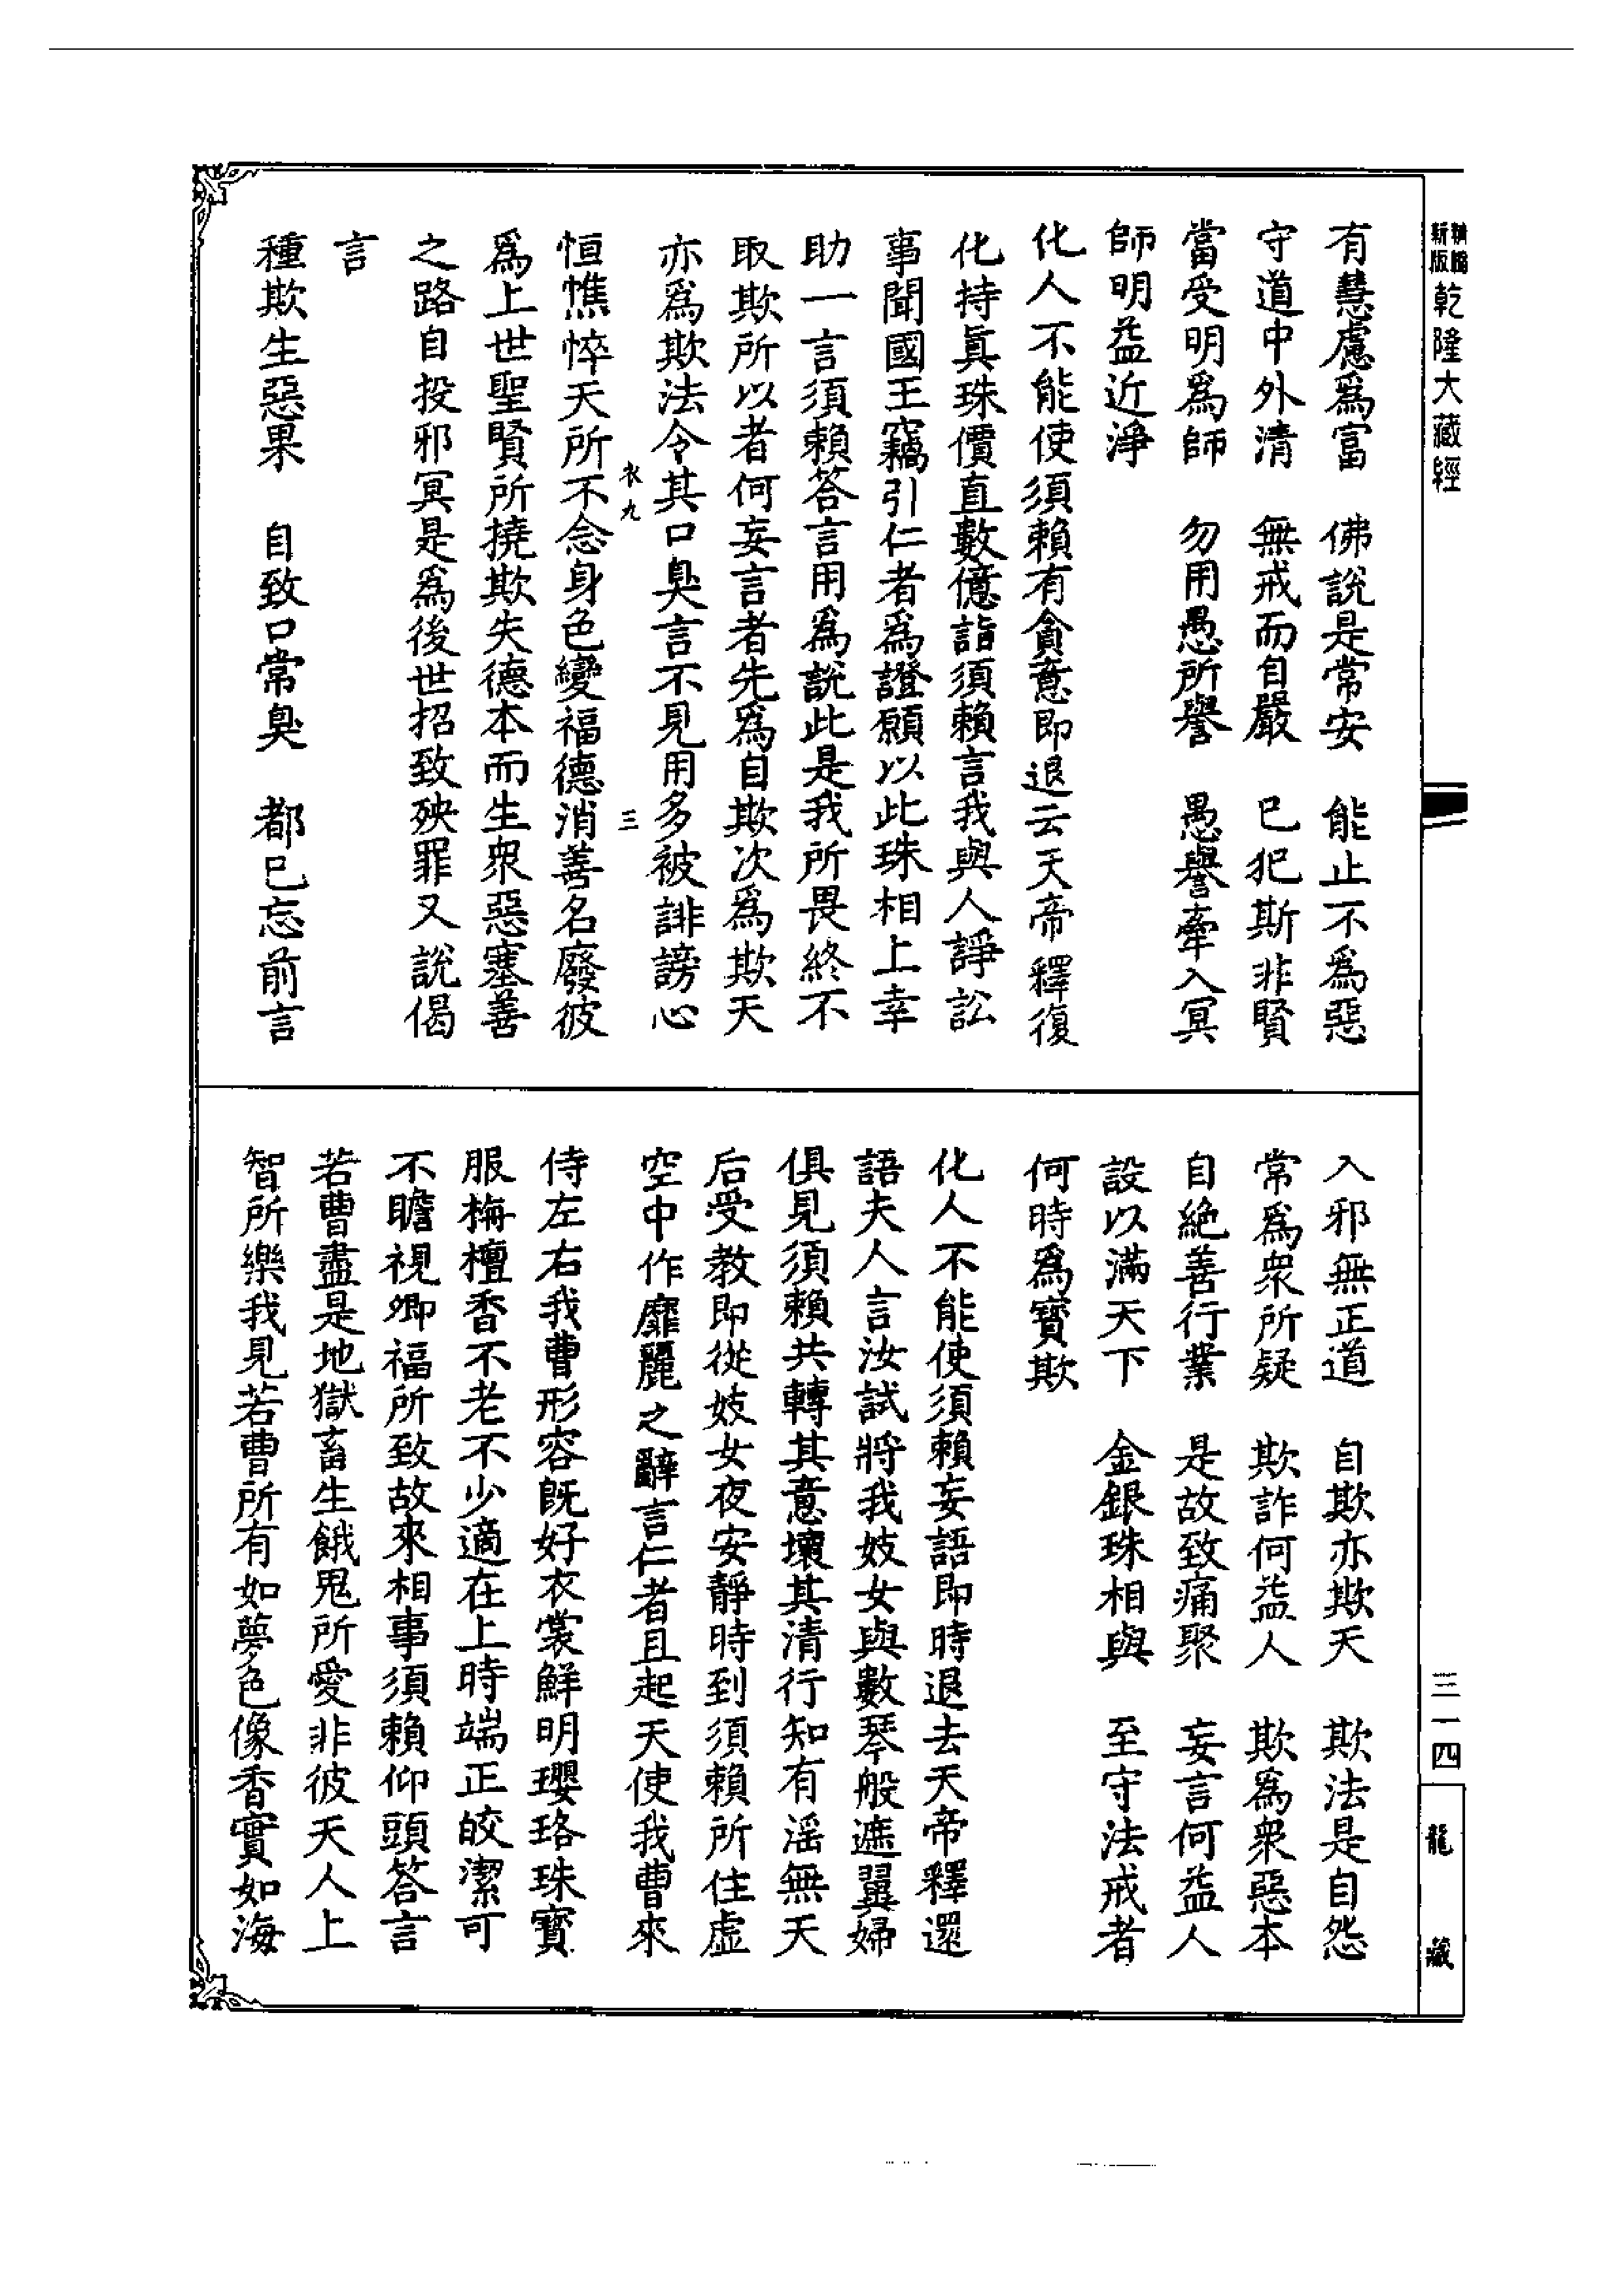 新編
新版
乾隆大藏經
有慧慮爲富　佛說是常安　能止不爲惡
守道中外清　無戒而自嚴　已犯斯非賢
當受明爲師　勿用愚所譽　愚譽牽入冥
師明益近淨
化人不能使須賴有貪意即退云天帝釋復
化持眞珠價直數億詣須賴言我與人諍訟
事聞國王竊引仁者爲證願以此珠相上幸
助一言須賴答言用爲說此是我所畏終不
取欺所以者何妄言者先爲自欺次爲欺天
亦爲欺法令其口臭言不見用多被誹謗心
衣九　三
恒憔悴天所不念身色變福德消善名廢彼
爲上世聖賢所撓欺失德本而生衆惡塞善
之路自投邪冥是爲後世招致殃罪又說偈
言
種欺生惡果　自致口常臭　都已忘前言
入邪無正道　自欺亦欺天　欺法是自怨
常爲衆所疑　欺詐何益人　欺爲衆惡本
自絕善行業　是故致痛聚　妄言何益人
設以滿天下　金銀珠相與　至守法戒者
何時爲寶欺
化人不能使須賴妄語即時退去天帝釋還
語夫人言汝試將我妓女與數琴般遮翼婦
俱見須賴共轉其意壞其清行知有淫無天
后受教即從妓女夜安靜時到須賴所住虛
空中作靡麗之辭言仁者且起天使我曹來
侍左右我曹形容既好衣裳鮮明瓔珞珠寶
服栴檀香不老不少適在上時端正皎潔可
不瞻視卿福所致故來相事須賴仰頭答言
若曹盡是地獄畜生餓鬼所愛非彼天人上
智所樂我見若曹所有如夢色像香實如海
三一四
龍藏